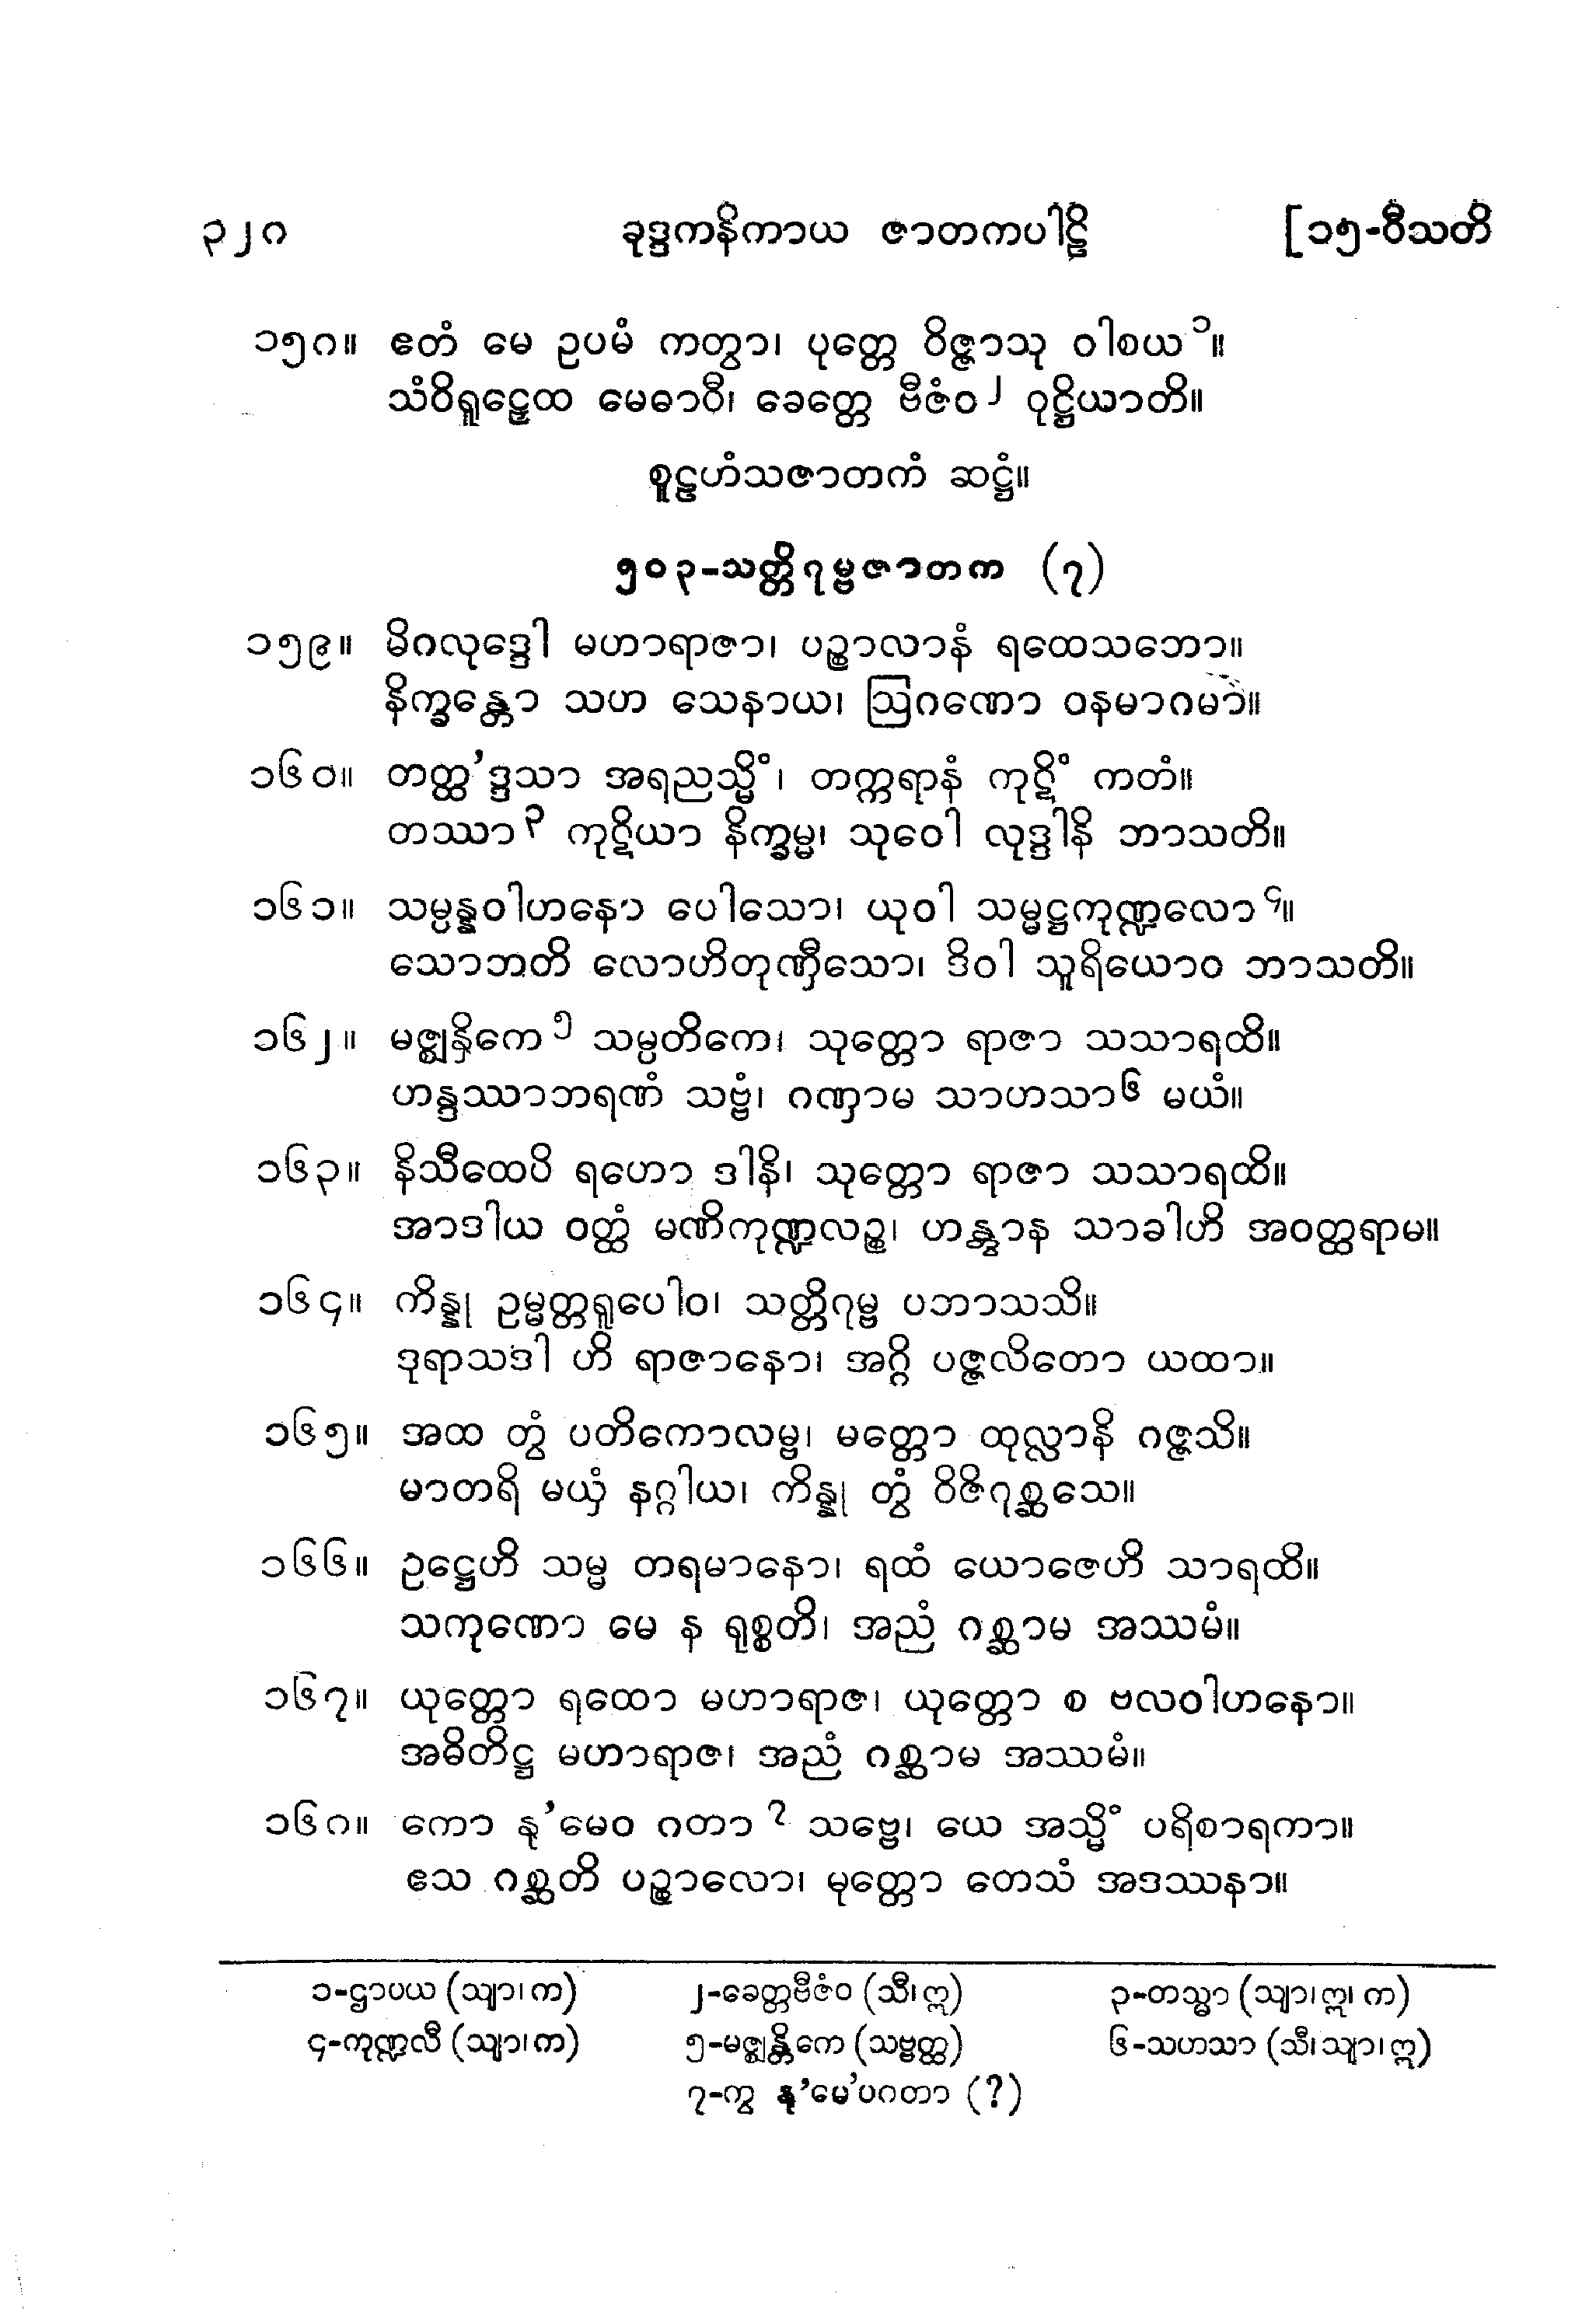 ၃၂၈ ခုဒ္ဒကနိကာယ ဇာတကပါဠိ [၁၅-ဝီသတိ
၁၅၈။ ဧတံ မေ ဥပမံ ကတွာ၊ ပုတ္တေ ဝိဇ္ဇာသု ဝါစယ၁။
သံဝိရူဠှေထ မေဓာဝီ၊ ခေတ္တေ ဗီဇံဝ၂ ဝုဋ္ဌိယာတိ။
စူဠဟံသဇာတကံ ဆဋ္ဌံ။
၅၀၃-သတ္တိဂုမ္ဗဇာတက (၇)
၁၅၉။ မိဂလုဒ္ဒေါ မဟာရာဇာ၊ ပဉ္စာလာနံ ရထေသဘော။
နိက္ခန္တော သဟ သေနာယ၊ ဩဂဏော ဝနမာဂမာ။
၁၆၀။ တတ္ထ’ဒ္ဒသာ အရညသ္မိံ၊ တက္ကရာနံ ကုဋိံ ကတံ။
တဿာ၃ ကုဋိယာ နိက္ခမ္မ၊ သုဝေါ လုဒ္ဒါနိ ဘာသတိ။
၁၆၁။ သမ္ပန္နဝါဟနော ပေါသော၊ ယုဝါ သမ္မဋ္ဌကုဏ္ဍလော၄။
သောဘတိ လောဟိတုဏှီသော၊ ဒိဝါ သူရိယောဝ ဘာသတိ။
၁၆၂။ မဇ္ဈနှိကေ၅ သမ္ပတိကေ၊ သုတ္တော ရာဇာ သသာရထိ။
ဟန္ဒဿာဘရဏံ သဗ္ဗံ၊ ဂဏှာမ သာဟသာ၆ မယံ။
၁၆၃။ နိသီထေပိ ရဟော ဒါနိ၊ သုတ္တော ရာဇာ သသာရထိ။
အာဒါယ ဝတ္ထံ မဏိကုဏ္ဍလဉ္စ၊ ဟန္တွာန သာခါဟိ အဝတ္ထရာမ။
၁၆၄။ ကိန္နု ဥမ္မတ္တရူပေါဝ၊ သတ္တိဂုမ္ဗ ပဘာသသိ။
ဒုရာသဒါ ဟိ ရာဇာနော၊ အဂ္ဂိ ပဇ္ဇလိတော ယထာ။
၁၆၅။ အထ တွံ ပတိကောလမ္ဗ၊ မတ္တော ထုလ္လာနိ ဂဇ္ဇသိ။
မာတရိ မယှံ နဂ္ဂါယ၊ ကိန္နု တွံ ဝိဇိဂုစ္ဆသေ။
၁၆၆။ ဥဋ္ဌေဟိ သမ္မ တရမာနော၊ ရထံ ယောဇေဟိ သာရထိ။
သကုဏော မေ န ရုစ္စတိ၊ အညံ ဂစ္ဆာမ အဿမံ။
၁၆၇။ ယုတ္တော ရထော မဟာရာဇ၊ ယုတ္တော စ ဗလဝါဟနော။
အဓိတိဋ္ဌ မဟာရာဇ၊ အညံ ဂစ္ဆာမ အဿမံ။
၁၆၈။ ကော နု’မေဝ ဂတာ၇ သဗ္ဗေ၊ ယေ အသ္မိံ ပရိစာရကာ။
ဧသ ဂစ္ဆတိ ပဉ္စာလော၊ မုတ္တော တေသံ အဒဿနာ။
၁-ဌာပယ (သျာ၊က) ၂-ခေတ္တဗီဇံဝ (သီ၊ဣ) ၃-တသ္မာ (သျာ၊ဣ၊က)
၄-ကုဏ္ဍလီ (သျာ၊က) ၅-မဇ္ဈန္တိကေ (သဗ္ဗတ္ထ) ၆-သဟသာ (သီ၊သျာ၊ဣ)
၇-ကွ နု’မေ’ပဂတာ (?)